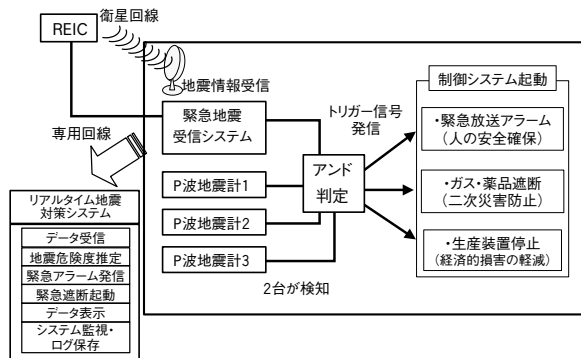 REIC
衛星回線
地震情報受信
専用回線
緊急地震
受信システム
P波地震計1
P波地震計2
P波地震計3
2台が検知
アンド
判定
トリガー信号
発信
制御システム起動
・緊急放送アラーム
（人の安全確保）
・ガス・薬品遮断
（二次災害防止）
・生産装置停止
（経済的損害の軽減）
リアルタイム地震
対策システム
データ受信
地震危険度推定
緊急アラーム発信
緊急遮断起動
データ表示
システム監視・
ログ保存